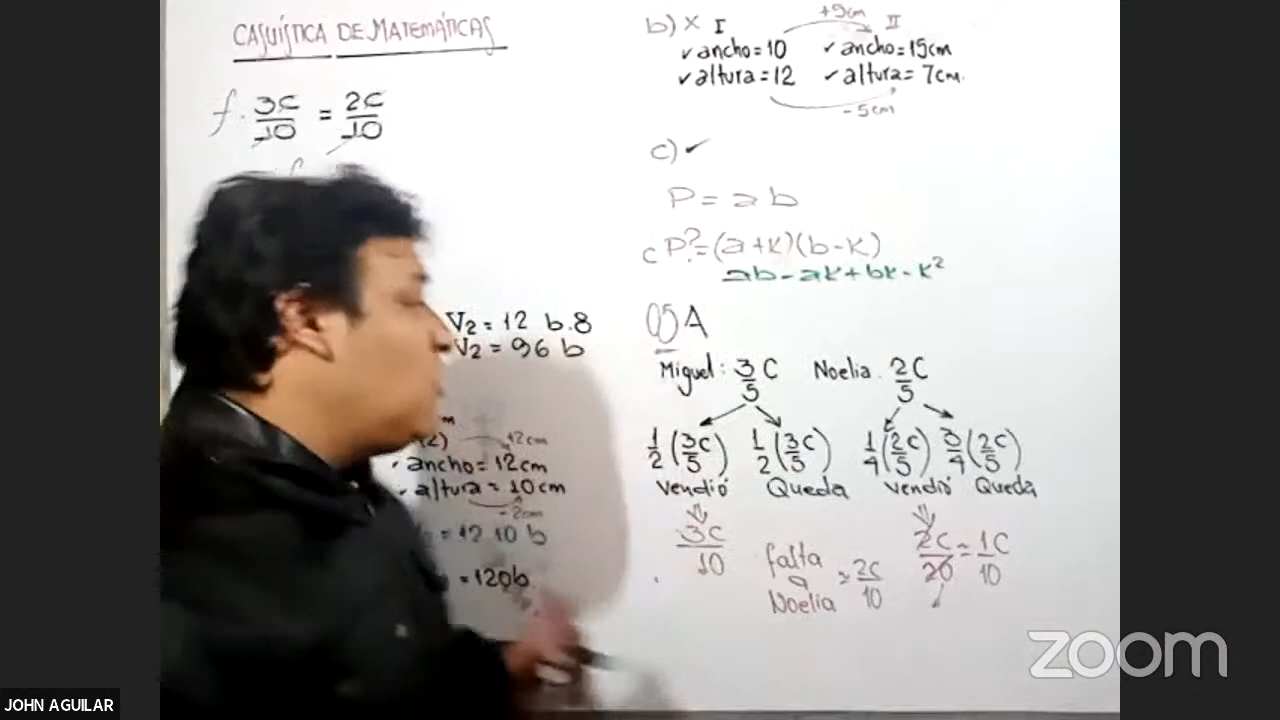 CASUÍSTICA DE MATEMÁTICAS
f. 3C/10 = 2C/10
V2 = 12 b.8
V2 = 96 b
12cm
ancho = 12cm
altura = 10cm
-2cm
= 12 10 b
= 120b
b) X I +9cm II
✓ ancho = 10 ✓ ancho = 15cm
✓ altura = 12 ✓ altura = 7cm.
-5cm
c) ✓
P = ab
c P? = (a+k)(b-k)
ab - ak + bk - k²
05 A
Miguel: 3/5 C Noelia: 2/5 C
1/2 (3C/5) 1/2 (3C/5) 1/4 (2C/5) 3/4 (2C/5)
Vendió Queda Vendió Queda
3C/10 2C/20 = 1C/10
falta
a = 2C/10
Noelia
zoom
JOHN AGUILAR